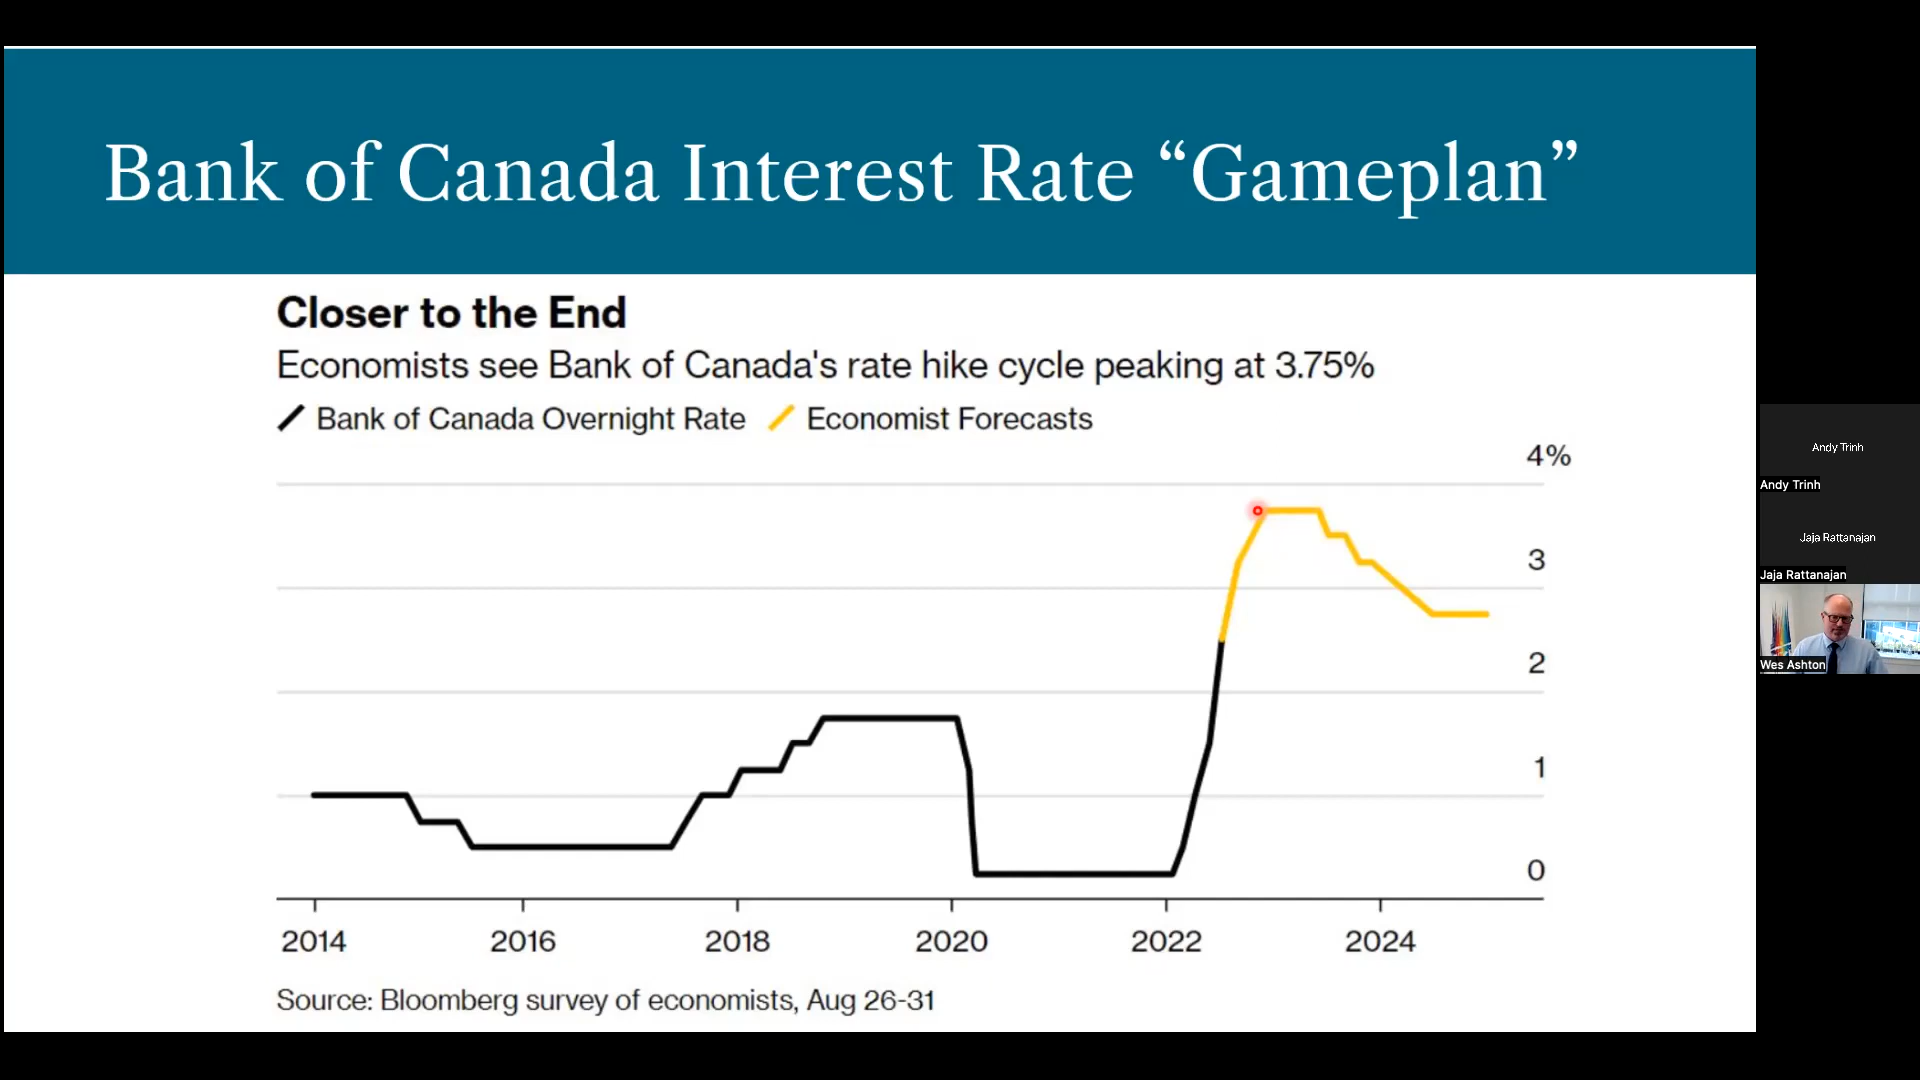 Bank of Canada Interest Rate “Gameplan”
Closer to the End
Economists see Bank of Canada's rate hike cycle peaking at 3.75%
Bank of Canada Overnight Rate Economist Forecasts
4%
3
2
1
0
2014 2016 2018 2020 2022 2024
Source: Bloomberg survey of economists, Aug 26-31
Andy Trinh
Andy Trinh
Jaja Rattanajan
Jaja Rattanajan
Wes Ashton